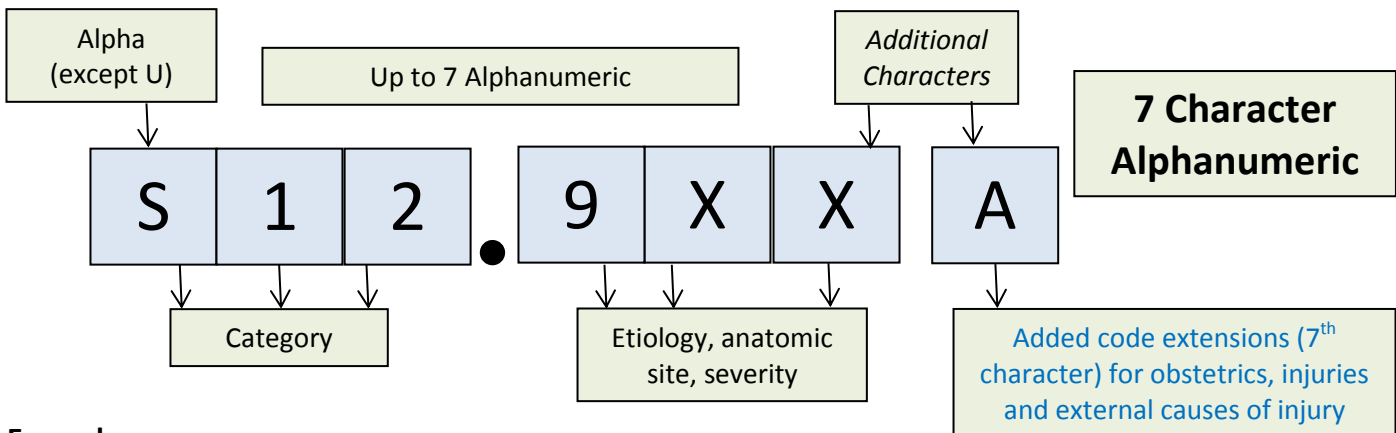 Alpha
(except U)
Up to 7 Alphanumeric
Additional
Characters
7 Character
Alphanumeric
S 1 2 . 9 X X A
Category
Etiology, anatomic
site, severity
Added code extensions (7th
character) for obstetrics, injuries
and external causes of injury